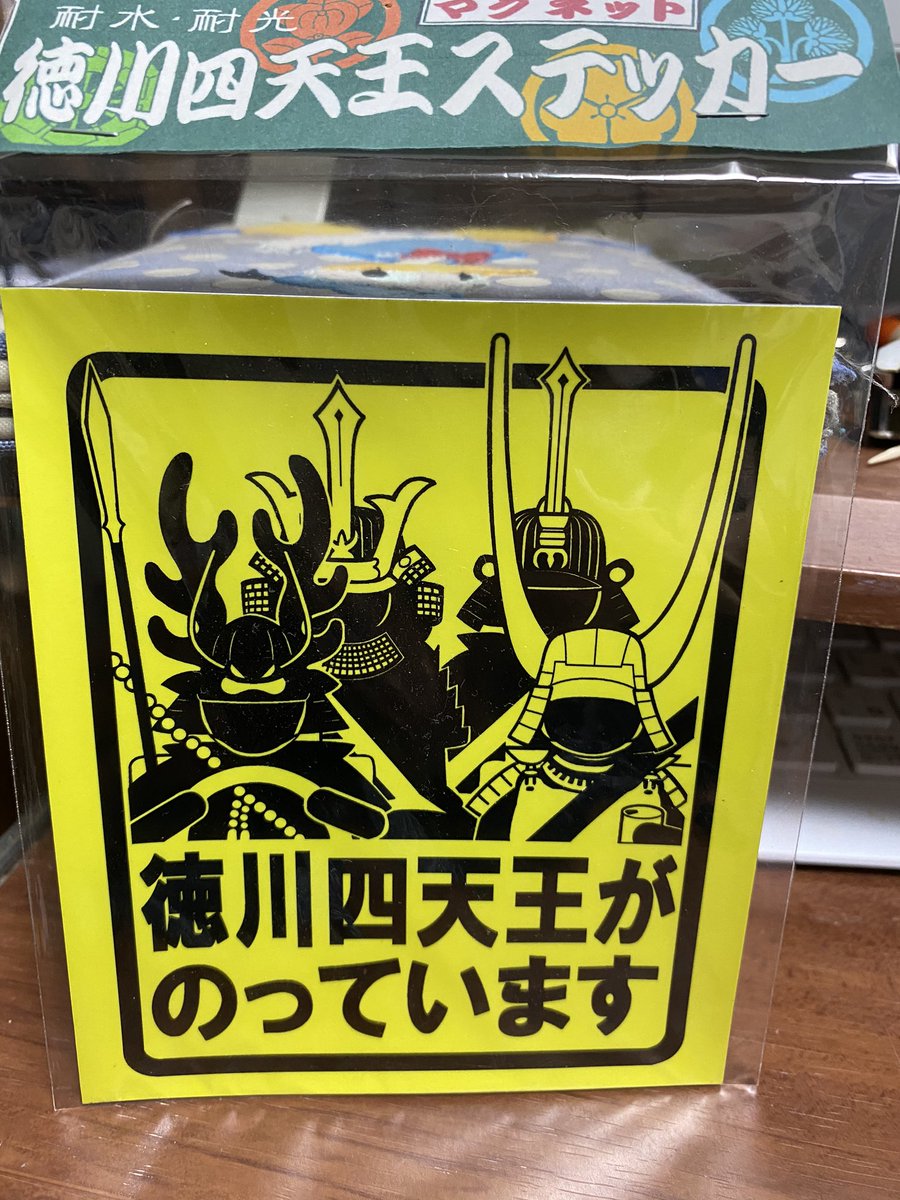 マグネット
耐水・耐光
徳川四天王ステッカー
徳川四天王が
のっています